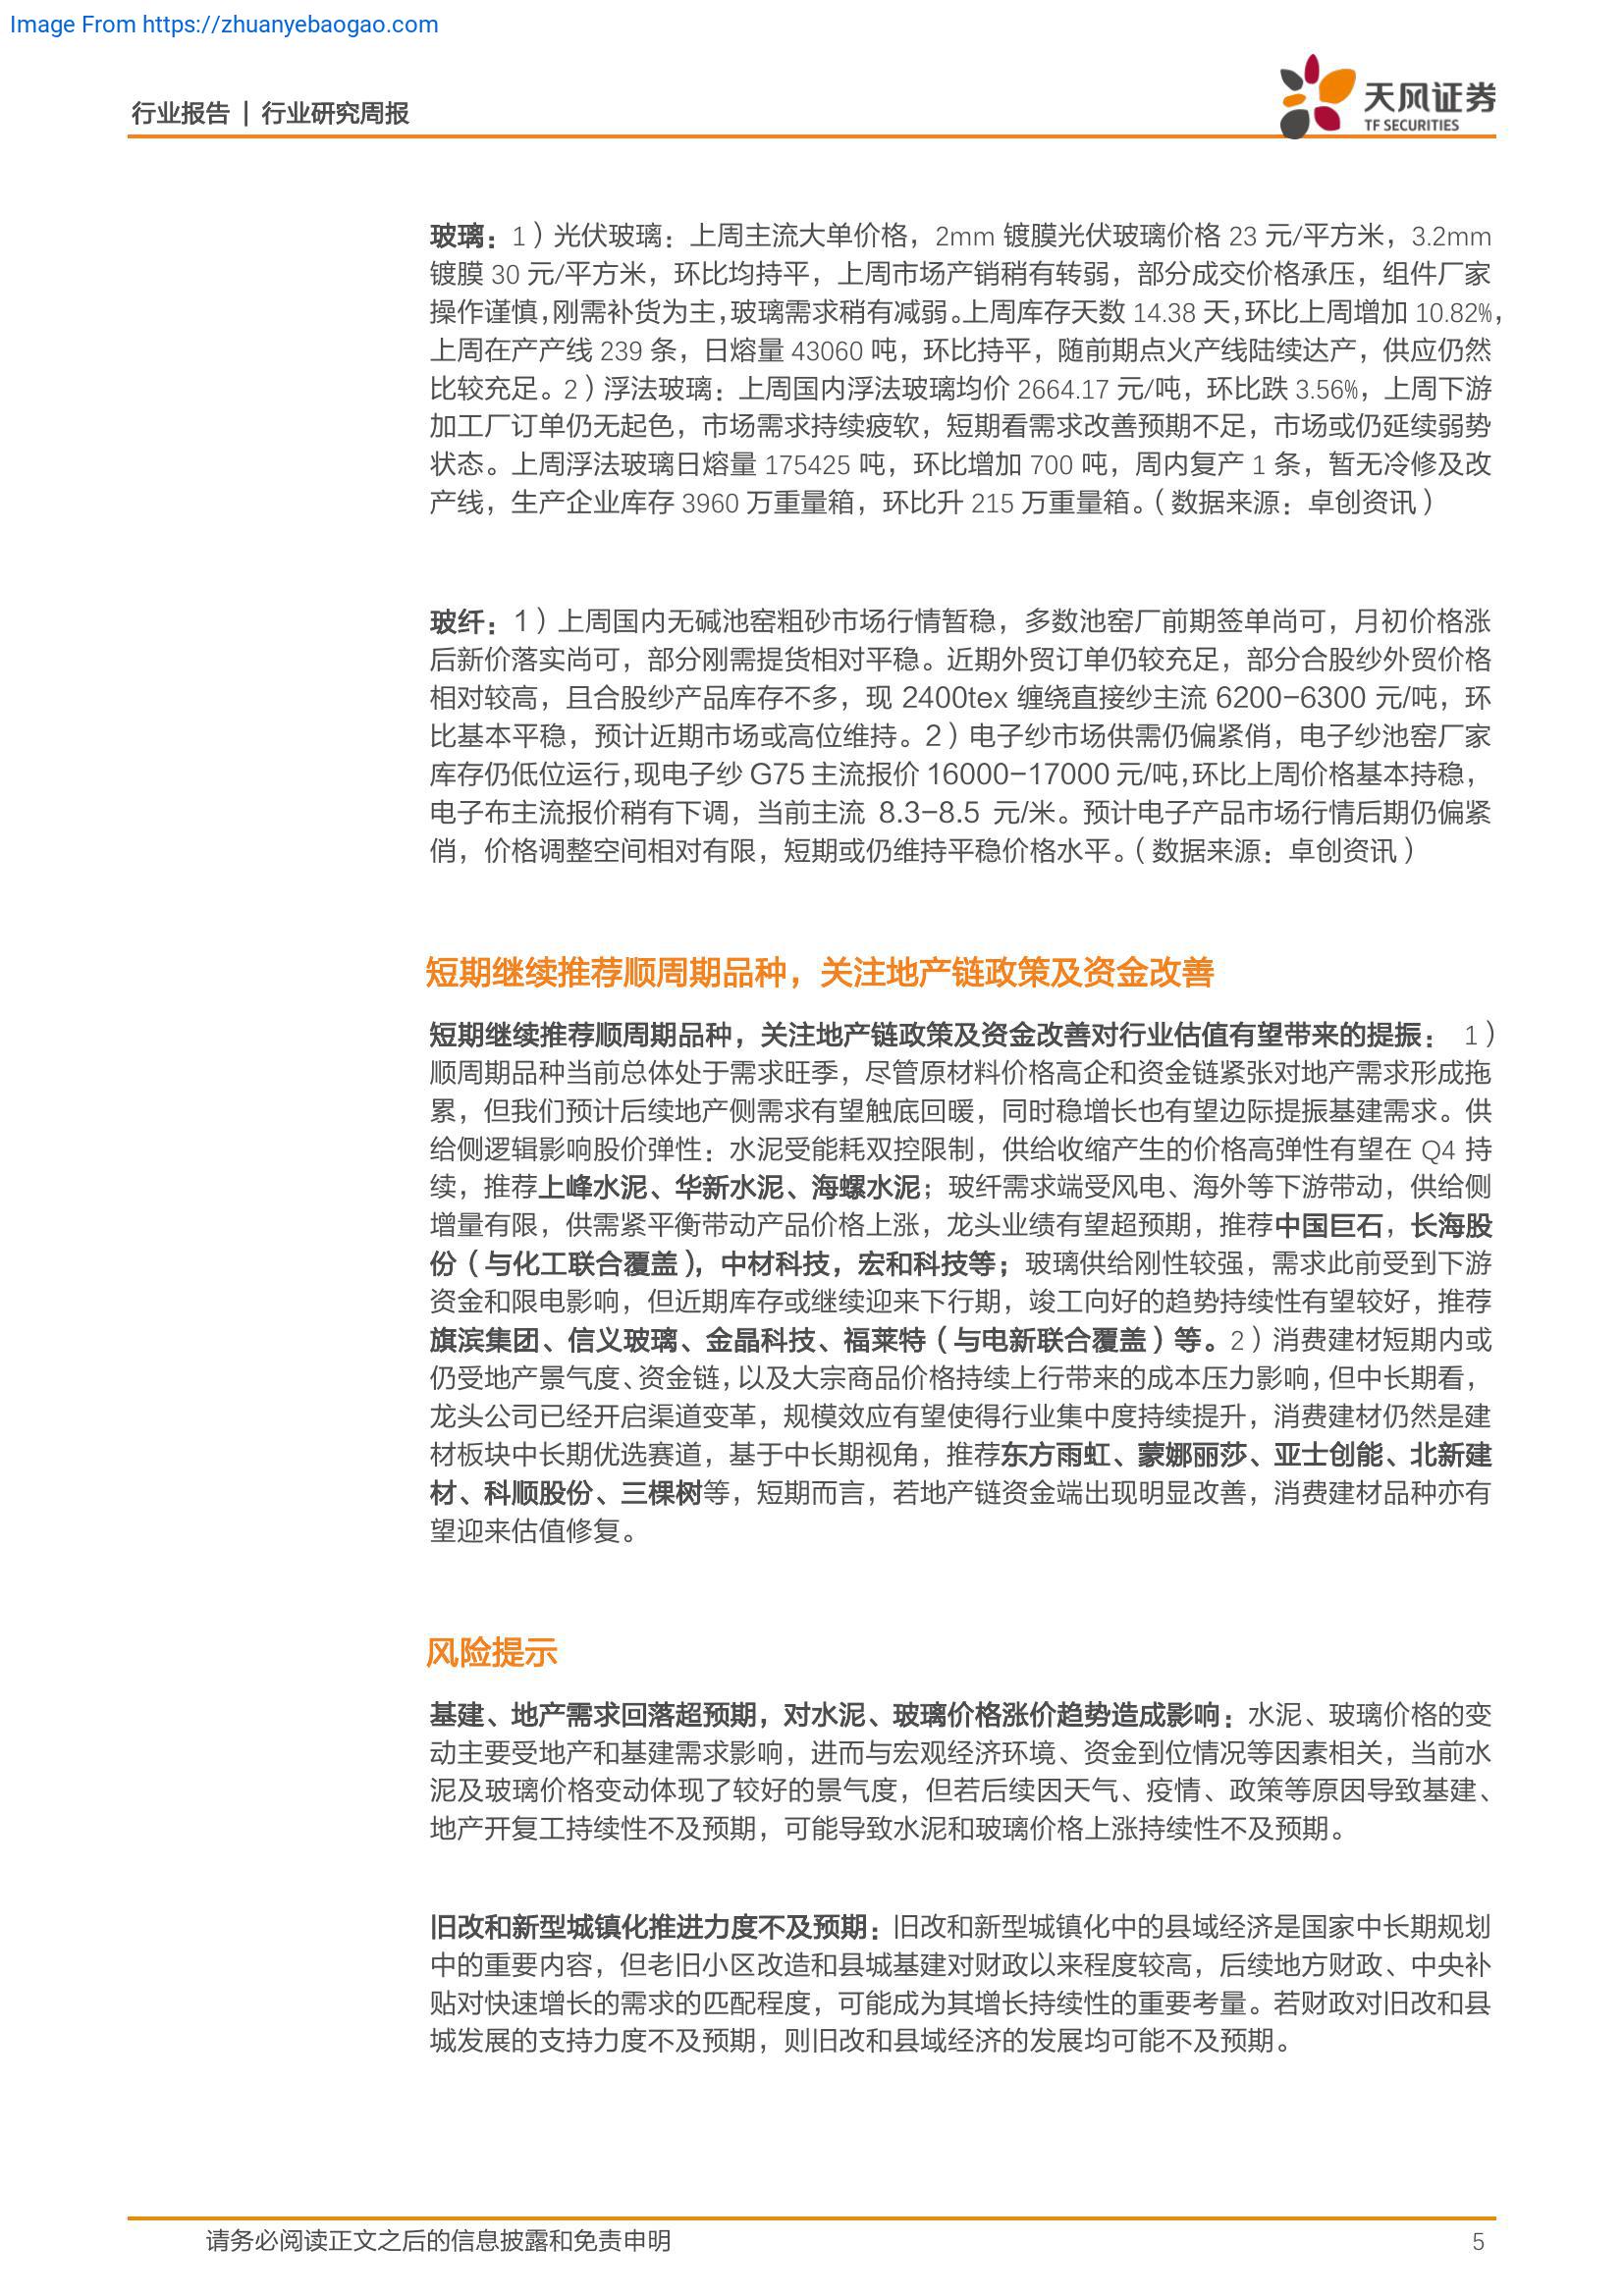 Image From https://zhuanyebaogao.com
行业报告 | 行业研究周报
天风证券
TF SECURITIES
玻璃：1）光伏玻璃：上周主流大单价格，2mm 镀膜光伏玻璃价格 23 元/平方米，3.2mm
镀膜 30 元/平方米，环比均持平，上周市场产销稍有转弱，部分成交价格承压，组件厂家
操作谨慎，刚需补货为主，玻璃需求稍有减弱。上周库存天数 14.38 天，环比上周增加 10.82%，
上周在产产线 239 条，日熔量 43060 吨，环比持平，随前期点火产线陆续达产，供应仍然
比较充足。2）浮法玻璃：上周国内浮法玻璃均价 2664.17 元/吨，环比跌 3.56%，上周下游
加工厂订单仍无起色，市场需求持续疲软，短期看需求改善预期不足，市场或仍延续弱势
状态。上周浮法玻璃日熔量 175425 吨，环比增加 700 吨，周内复产 1 条，暂无冷修及改
产线，生产企业库存 3960 万重量箱，环比升 215 万重量箱。（数据来源：卓创资讯）
玻纤：1）上周国内无碱池窑粗砂市场行情暂稳，多数池窑厂前期签单尚可，月初价格涨
后新价落实尚可，部分刚需提货相对平稳。近期外贸订单仍较充足，部分合股纱外贸价格
相对较高，且合股纱产品库存不多，现 2400tex 缠绕直接纱主流 6200-6300 元/吨，环
比基本平稳，预计近期市场或高位维持。2）电子纱市场供需仍偏紧俏，电子纱池窑厂家
库存仍低位运行，现电子纱 G75 主流报价 16000-17000 元/吨，环比上周价格基本持稳，
电子布主流报价稍有下调，当前主流 8.3-8.5 元/米。预计电子产品市场行情后期仍偏紧
俏，价格调整空间相对有限，短期或仍维持平稳价格水平。（数据来源：卓创资讯）
短期继续推荐顺周期品种，关注地产链政策及资金改善
短期继续推荐顺周期品种，关注地产链政策及资金改善对行业估值有望带来的提振： 1）
顺周期品种当前总体处于需求旺季，尽管原材料价格高企和资金链紧张对地产需求形成拖
累，但我们预计后续地产侧需求有望触底回暖，同时稳增长也有望边际提振基建需求。供
给侧逻辑影响股价弹性：水泥受能耗双控限制，供给收缩产生的价格高弹性有望在 Q4 持
续，推荐上峰水泥、华新水泥、海螺水泥；玻纤需求端受风电、海外等下游带动，供给侧
增量有限，供需紧平衡带动产品价格上涨，龙头业绩有望超预期，推荐中国巨石，长海股
份（与化工联合覆盖），中材科技，宏和科技等；玻璃供给刚性较强，需求此前受到下游
资金和限电影响，但近期库存或继续迎来下行期，竣工向好的趋势持续性有望较好，推荐
旗滨集团、信义玻璃、金晶科技、福莱特（与电新联合覆盖）等。2）消费建材短期内或
仍受地产景气度、资金链，以及大宗商品价格持续上行带来的成本压力影响，但中长期看，
龙头公司已经开启渠道变革，规模效应有望使得行业集中度持续提升，消费建材仍然是建
材板块中长期优选赛道，基于中长期视角，推荐东方雨虹、蒙娜丽莎、亚士创能、北新建
材、科顺股份、三棵树等，短期而言，若地产链资金端出现明显改善，消费建材品种亦有
望迎来估值修复。
风险提示
基建、地产需求回落超预期，对水泥、玻璃价格涨价趋势造成影响：水泥、玻璃价格的变
动主要受地产和基建需求影响，进而与宏观经济环境、资金到位情况等因素相关，当前水
泥及玻璃价格变动体现了较好的景气度，但若后续因天气、疫情、政策等原因导致基建、
地产开复工持续性不及预期，可能导致水泥和玻璃价格上涨持续性不及预期。
旧改和新型城镇化推进力度不及预期：旧改和新型城镇化中的县域经济是国家中长期规划
中的重要内容，但老旧小区改造和县城基建对财政以来程度较高，后续地方财政、中央补
贴对快速增长的需求的匹配程度，可能成为其增长持续性的重要考量。若财政对旧改和县
城发展的支持力度不及预期，则旧改和县域经济的发展均可能不及预期。
请务必阅读正文之后的信息披露和免责申明
5